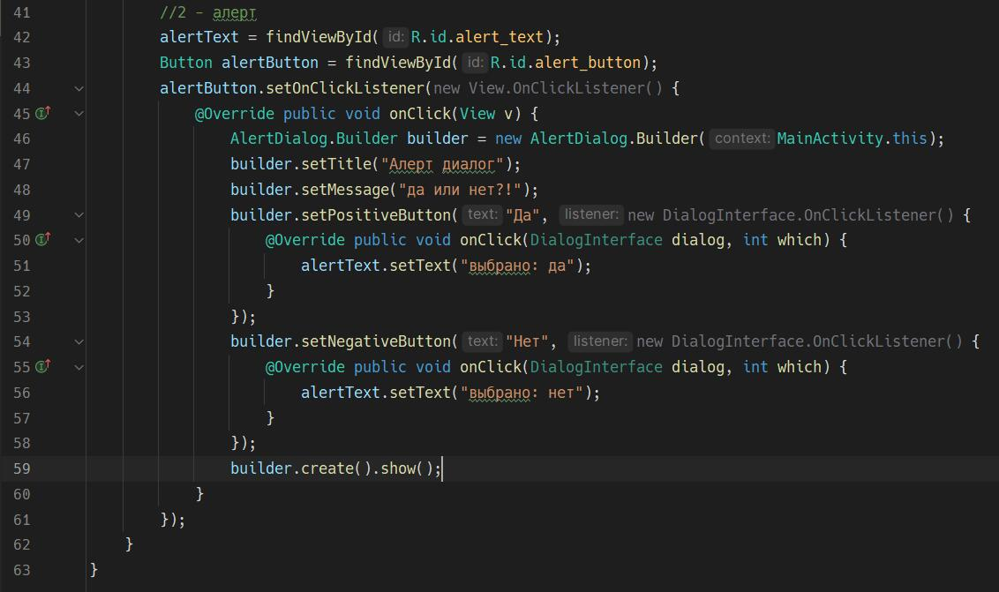 41 //2 - алерт
42 alertText = findViewById( id: R.id.alert_text);
43 Button alertButton = findViewById( id: R.id.alert_button);
44 alertButton.setOnClickListener(new View.OnClickListener() {
45 @Override public void onClick(View v) {
46 AlertDialog.Builder builder = new AlertDialog.Builder( context: MainActivity.this);
47 builder.setTitle("Алерт диалог");
48 builder.setMessage("да или нет?!");
49 builder.setPositiveButton( text: "Да", listener: new DialogInterface.OnClickListener() {
50 @Override public void onClick(DialogInterface dialog, int which) {
51 alertText.setText("выбрано: да");
52 }
53 });
54 builder.setNegativeButton( text: "Нет", listener: new DialogInterface.OnClickListener() {
55 @Override public void onClick(DialogInterface dialog, int which) {
56 alertText.setText("выбрано: нет");
57 }
58 });
59 builder.create().show();
60 }
61 });
62 }
63 }